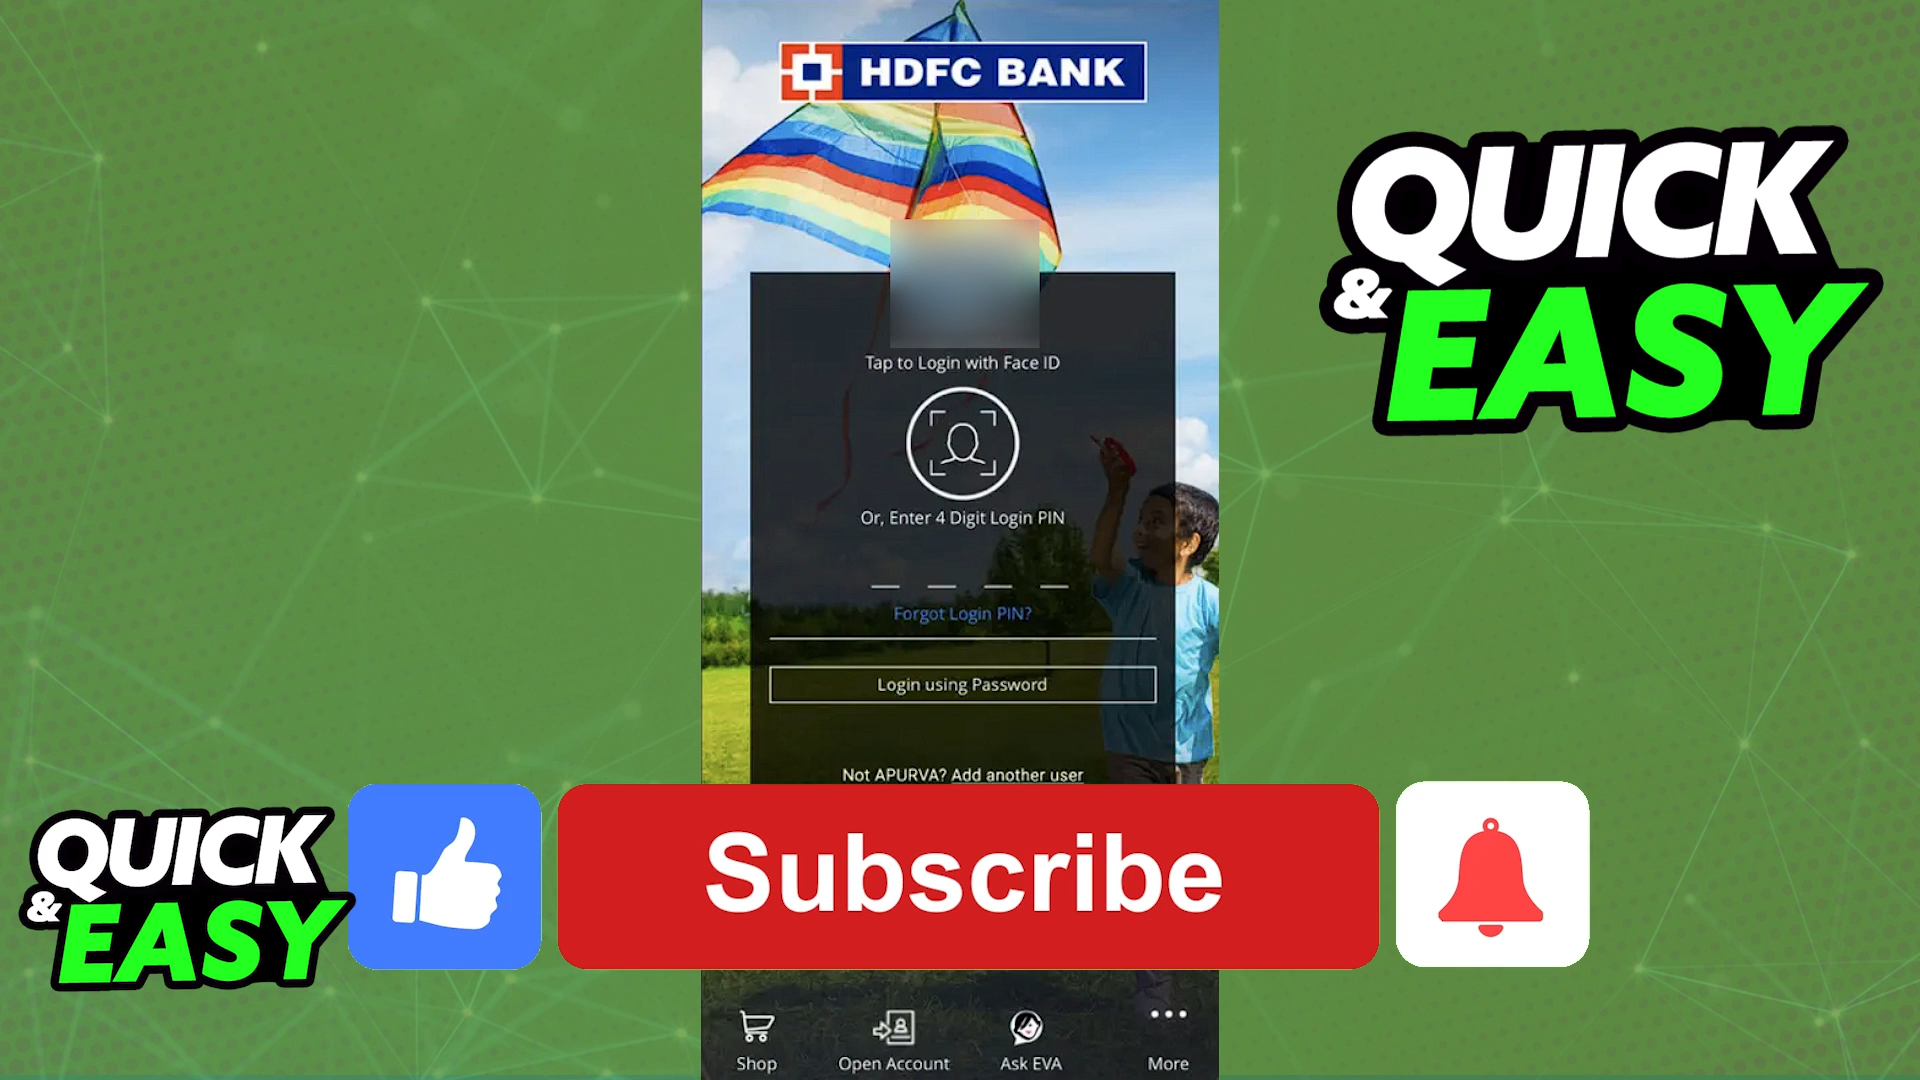 HDFC BANK
QUICK
& EASY
Tap to Login with Face ID
Or, Enter 4 Digit Login PIN
Forgot Login PIN?
Login using Password
Not APURVA? Add another user
QUICK
& EASY
Subscribe
Shop
Open Account
Ask EVA
More